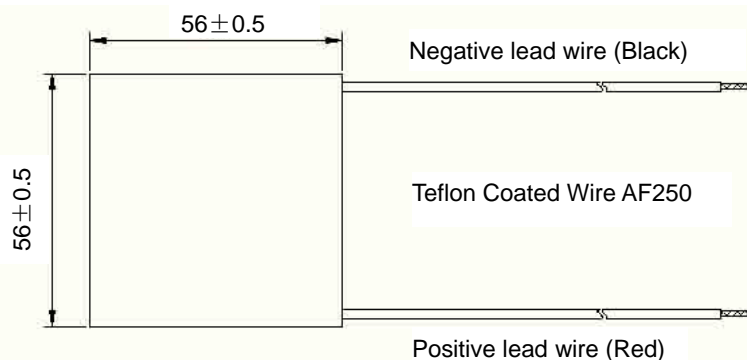 56±0.5
Negative lead wire (Black)
56±0.5
Teflon Coated Wire AF250
Positive lead wire (Red)